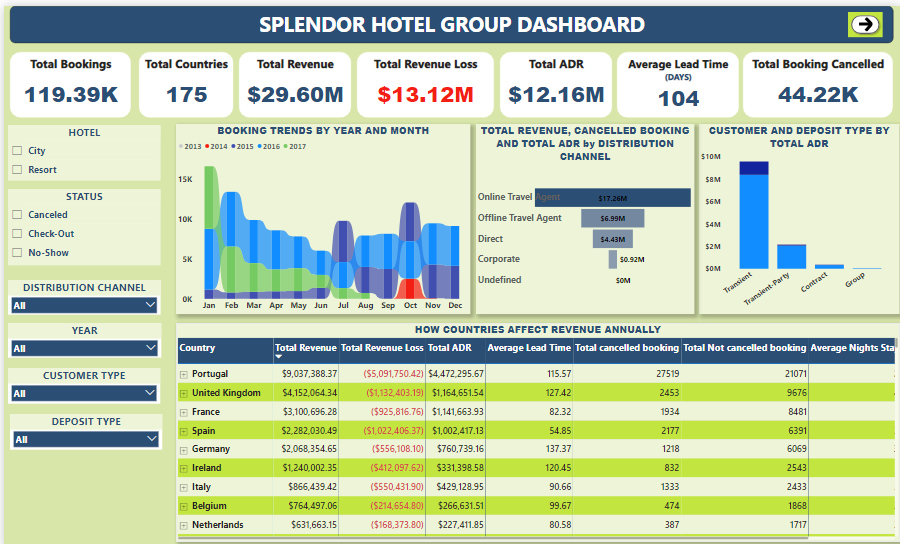 SPLENDOR HOTEL GROUP DASHBOARD
Total Bookings
119.39K
Total Countries
175
Total Revenue
$29.60M
Total Revenue Loss
$13.12M
Total ADR
$12.16M
Average Lead Time
(DAYS)
104
Total Booking Cancelled
44.22K
HOTEL
City
Resort
STATUS
Canceled
Check-Out
No-Show
DISTRIBUTION CHANNEL
All
YEAR
All
CUSTOMER TYPE
All
DEPOSIT TYPE
All
BOOKING TRENDS BY YEAR AND MONTH
2013 2014 2015 2016 2017
15K
10K
5K
0K
Jan Feb Mar Apr May Jun Jul Aug Sep Oct Nov Dec
TOTAL REVENUE, CANCELLED BOOKING
AND TOTAL ADR by DISTRIBUTION
CHANNEL
Online Travel Agent $17.26M
Offline Travel Agent $6.99M
Direct $4.43M
Corporate $0.92M
Undefined $0M
CUSTOMER AND DEPOSIT TYPE BY
TOTAL ADR
$10M
$8M
$6M
$4M
$2M
$0M
Transient Transient-Party Contract Group
HOW COUNTRIES AFFECT REVENUE ANNUALLY
Country Total Revenue Total Revenue Loss Total ADR Average Lead Time Total cancelled booking Total Not cancelled booking Average Nights Sta
Portugal $9,037,388.37 ($5,091,750.42) $4,472,295.67 115.57 27519 21071
United Kingdom $4,152,064.34 ($1,132,403.19) $1,164,651.54 127.42 2453 9676
France $3,100,696.28 ($925,816.76) $1,141,663.93 82.32 1934 8481
Spain $2,282,030.49 ($1,022,406.37) $1,002,417.13 54.85 2177 6391
Germany $2,068,354.65 ($556,108.10) $760,739.16 137.37 1218 6069
Ireland $1,240,002.35 ($412,097.62) $331,398.58 120.45 832 2543
Italy $866,439.42 ($550,431.90) $429,128.95 90.66 1333 2433
Belgium $764,497.06 ($214,654.80) $266,631.51 99.67 474 1868
Netherlands $631,663.15 ($168,373.80) $227,411.85 80.58 387 1717